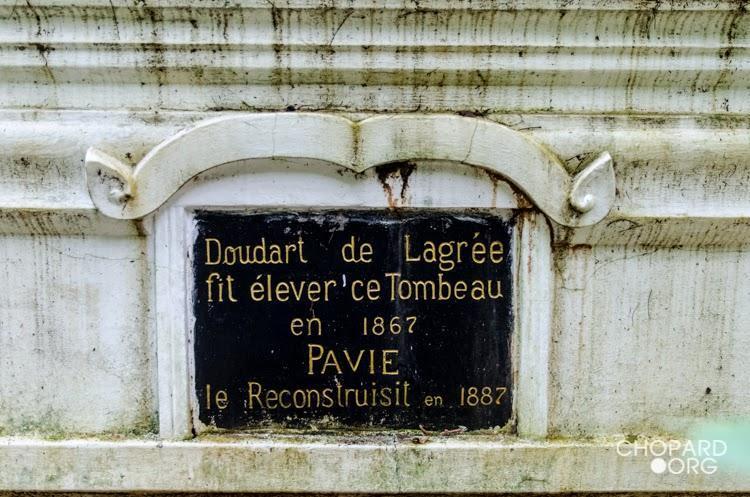 Doudart de Lagrée
fit élever ce Tombeau
en 1867
PAVIE
le Reconstruisit en 1887
CHOPARD
ORG